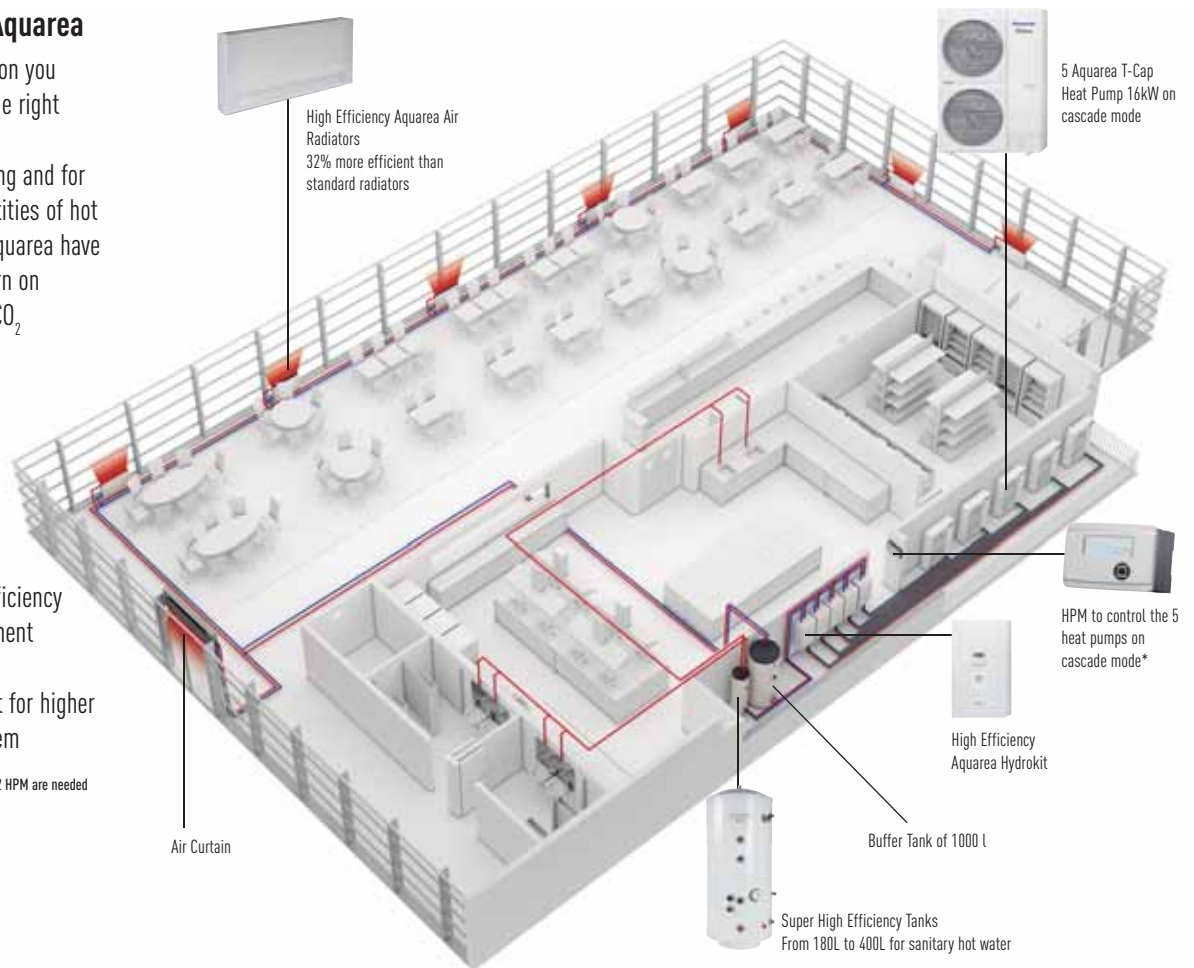 Aquarea
on you
e right
ng and for
tities of hot
quarea have
rn on
CO₂
ficiency
ment
t for higher
em
2 HPM are needed
High Efficiency Aquarea Air
Radiators
32% more efficient than
standard radiators
5 Aquarea T-Cap
Heat Pump 16kW on
cascade mode
HPM to control the 5
heat pumps on
cascade mode*
High Efficiency
Aquarea Hydrokit
Buffer Tank of 1000 l
Air Curtain
Super High Efficiency Tanks
From 180L to 400L for sanitary hot water